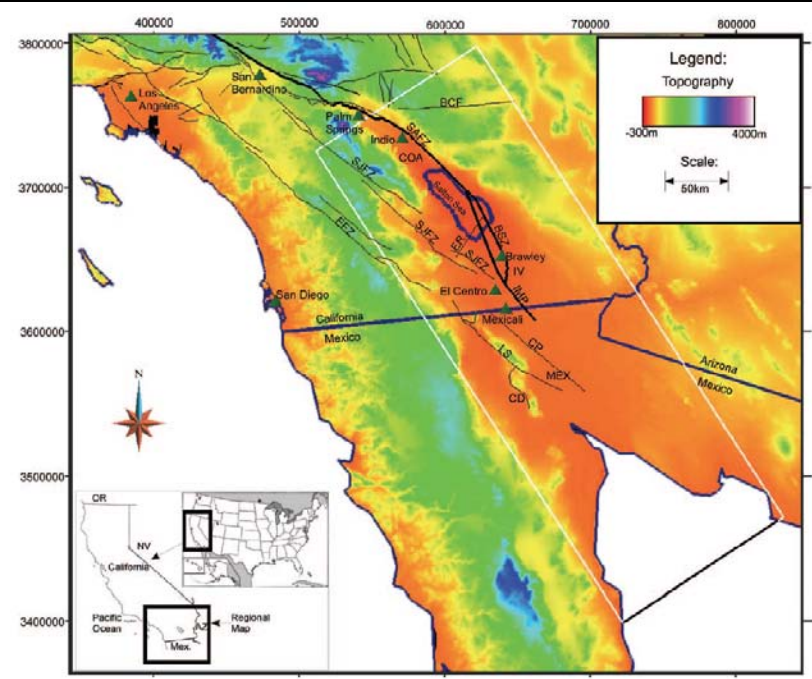 400000
500000
600000
700000
800000
3800000
3700000
3600000
3500000
3400000
Legend:
Topography
-300m
4000m
Scale:
50km
Los
Angeles
San
Bernardino
Palm
Springs
Indio
COA
SAFZ
BCF
SJFZ
SJFZ
SJFZ
EFZ
Salton Sea
BSZ
Brawley
IV
El Centro
IMP
Mexicali
San Diego
California
Mexico
CP
LS
MEX
CD
Arizona
Mexico
N
OR
NV
California
Pacific
Ocean
AZ
Mex.
Regional
Map